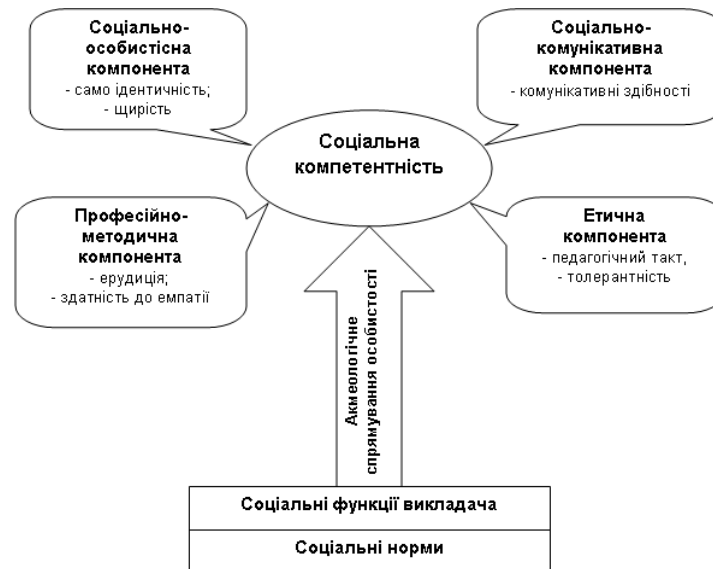 Соціально-
особистісна
компонента
- само ідентичність;
- щирість
Соціально-
комунікативна
компонента
- комунікативні здібності
Соціальна
компетентність
Професійно-
методична
компонента
- ерудиція;
- здатність до емпатії
Етична
компонента
- педагогічний такт,
- толерантність
Акмеологічне
спрямування особистості
Соціальні функції викладача
Соціальні норми